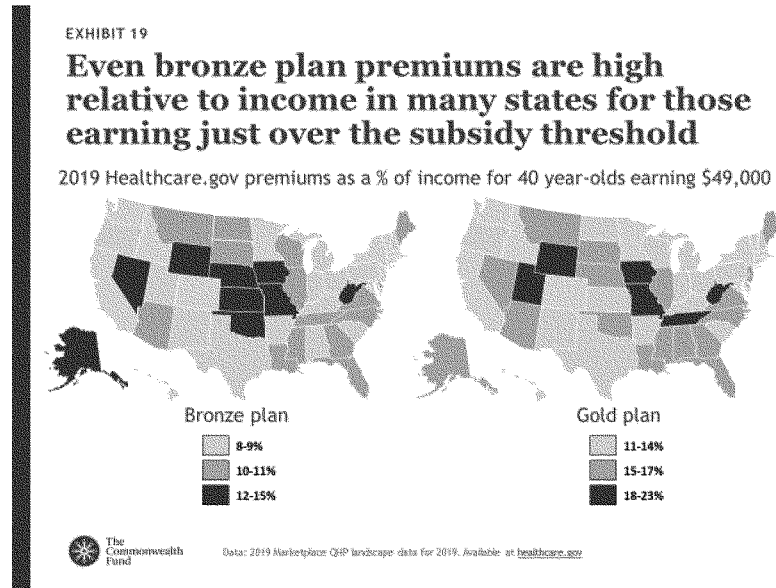 EXHIBIT 19
Even bronze plan premiums are high
relative to income in many states for those
earning just over the subsidy threshold
2019 Healthcare.gov premiums as a % of income for 40 year-olds earning $49,000
Bronze plan
8-9%
10-11%
12-15%
Gold plan
11-14%
15-17%
18-23%
The
Commonwealth
Fund
Data: 2019 Marketplace QHP landscape data for 2019. Available at healthcare.gov